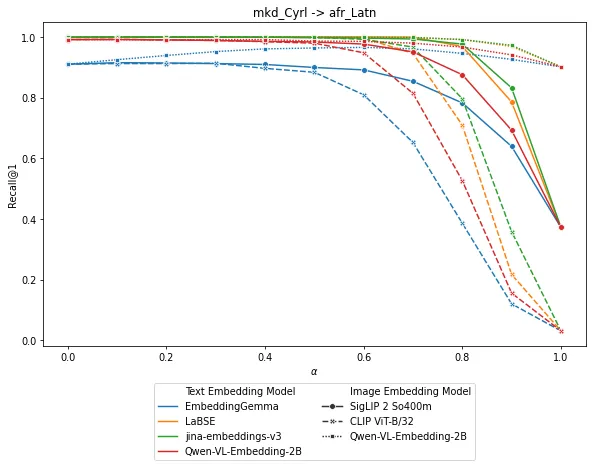 mkd_Cyrl -> afr_Latn
Recall@1
1.0
0.8
0.6
0.4
0.2
0.0
0.0 0.2 0.4 0.6 0.8 1.0
α
Text Embedding Model Image Embedding Model
EmbeddingGemma SigLIP 2 So400m
LaBSE CLIP ViT-B/32
jina-embeddings-v3 Qwen-VL-Embedding-2B
Qwen-VL-Embedding-2B